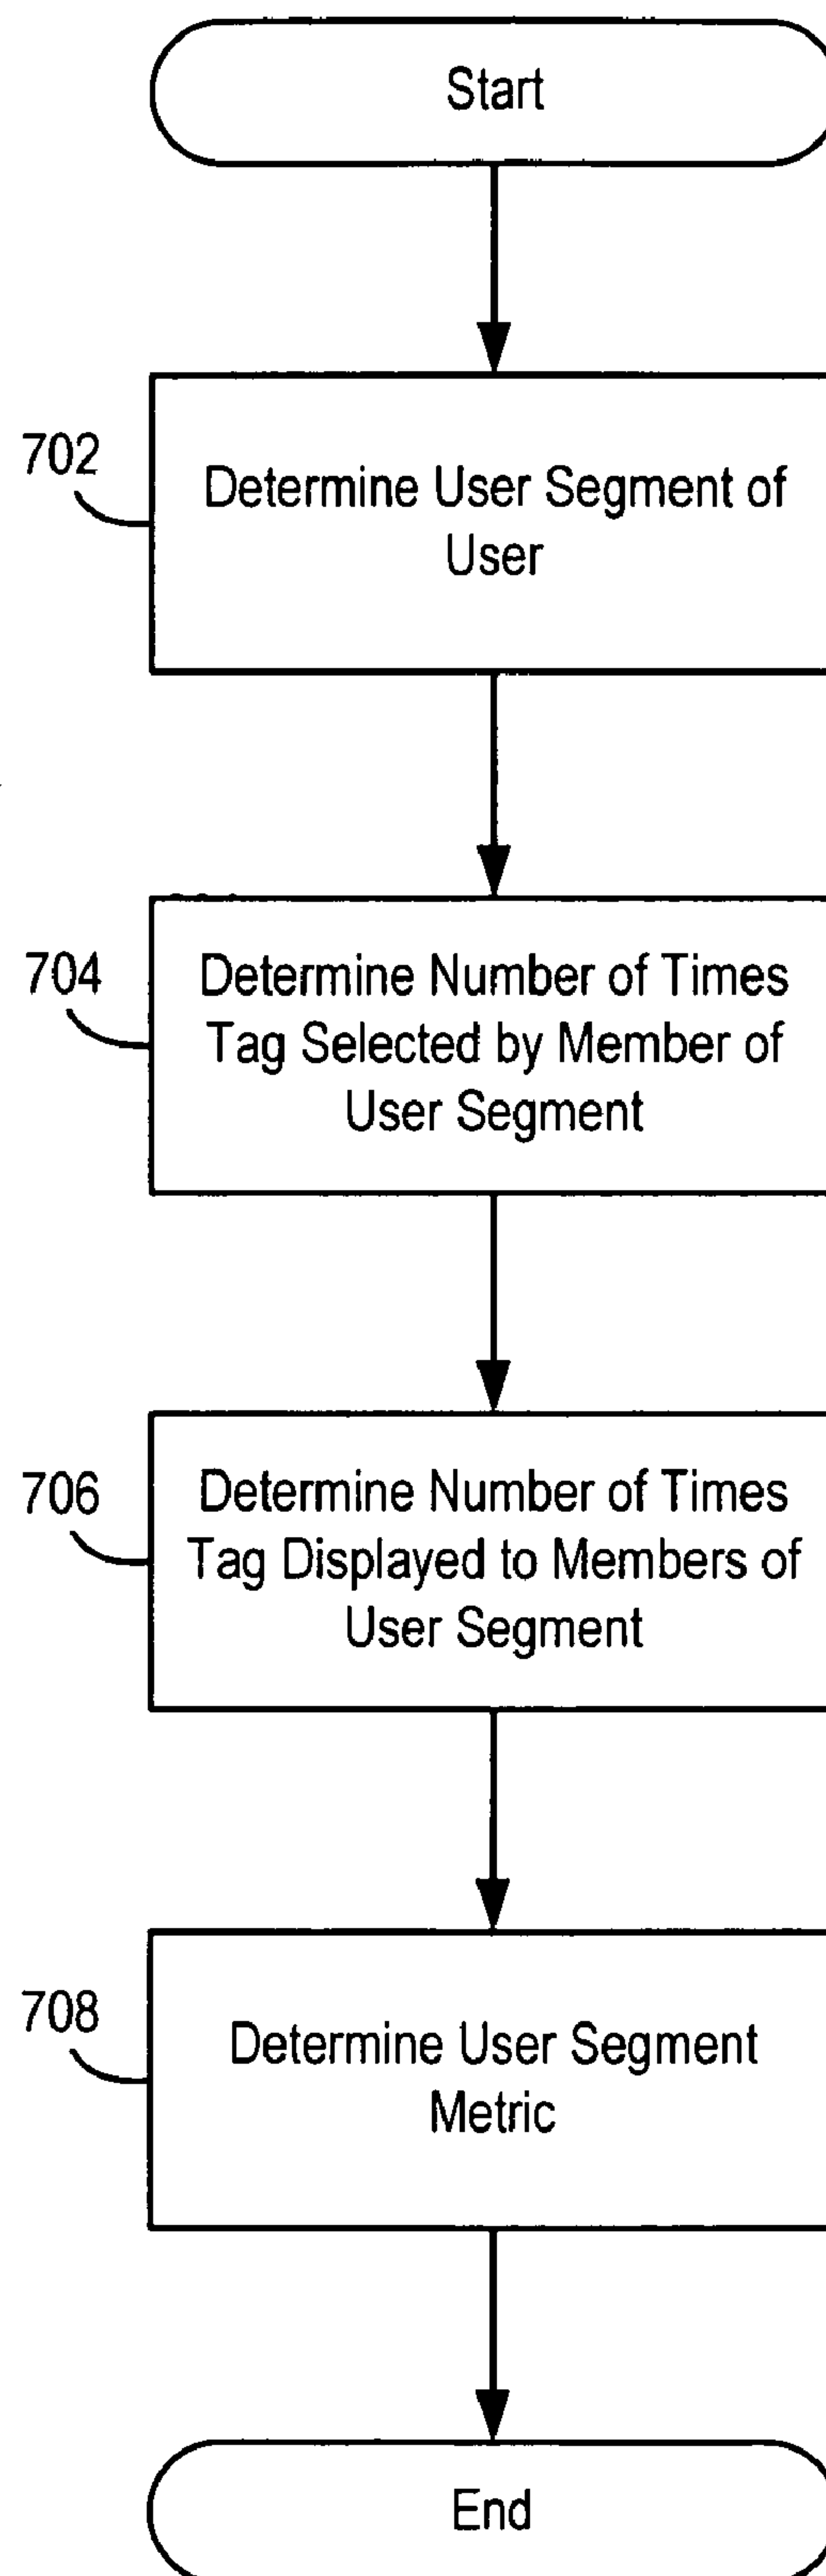 Start
702
Determine User Segment of
User
704
Determine Number of Times
Tag Selected by Member of
User Segment
706
Determine Number of Times
Tag Displayed to Members of
User Segment
708
Determine User Segment
Metric
End